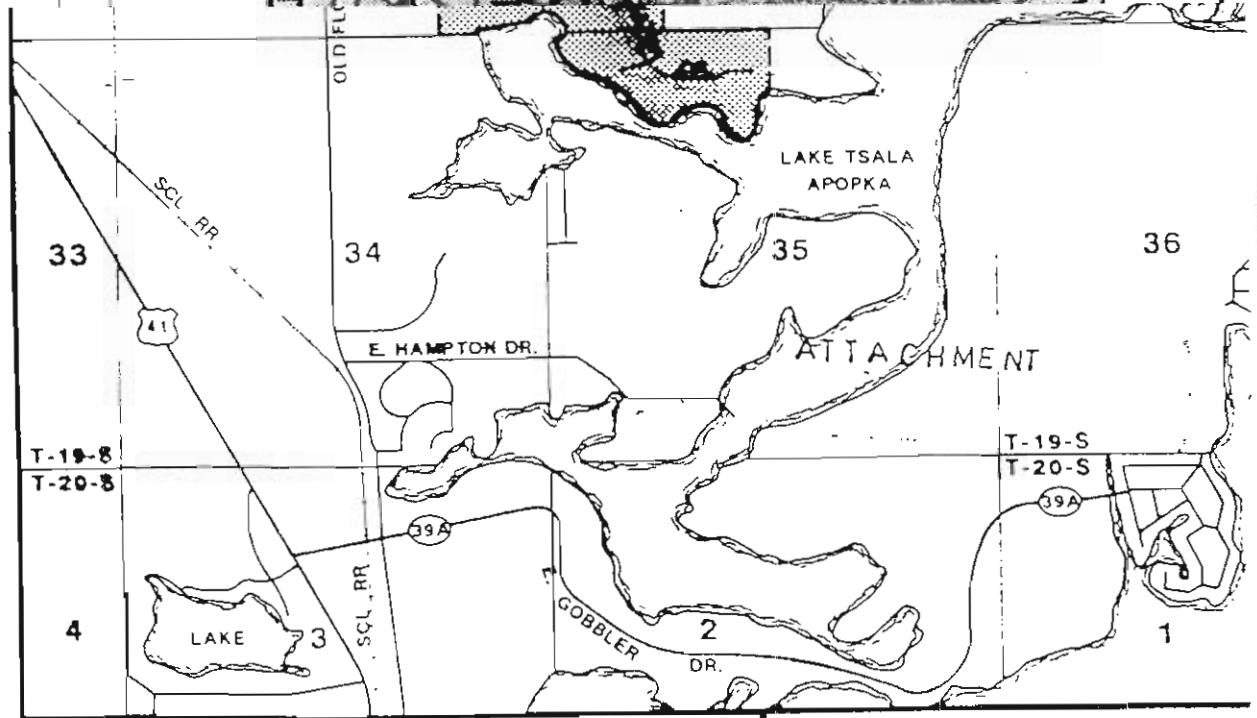 OLD FLO
LAKE TSALA
APOPKA
SCL RR.
33
34
35
36
41
E. HAMPTON DR.
ATTACHMENT
T-19-S
T-20-S
T-19-S
T-20-S
39A
39A
SCL RR
E. GOBBLER DR.
4
LAKE
3
2
1